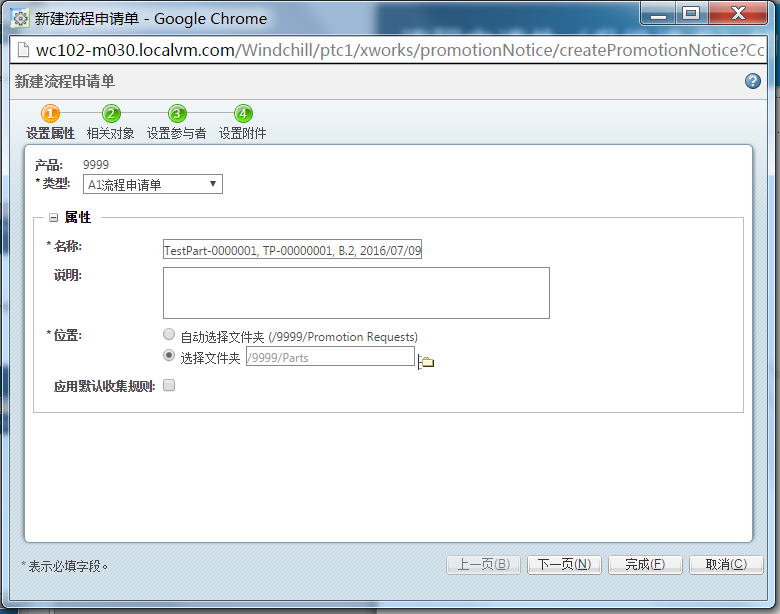 新建流程申请单 - Google Chrome
wc102-m030.localvm.com/Windchill/ptc1/xworks/promotionNotice/createPromotionNotice?Cc
新建流程申请单
?
1 2 3 4
设置属性 相关对象 设置参与者 设置附件
产品: 9999
* 类型: A1流程申请单
属性
* 名称: TestPart-0000001, TP-00000001, B.2, 2016/07/09
说明:
* 位置: 自动选择文件夹 (/9999/Promotion Requests)
选择文件夹 /9999/Parts
应用默认收集规则:
* 表示必填字段。 上一页(B) 下一页(N) 完成(F) 取消(C)